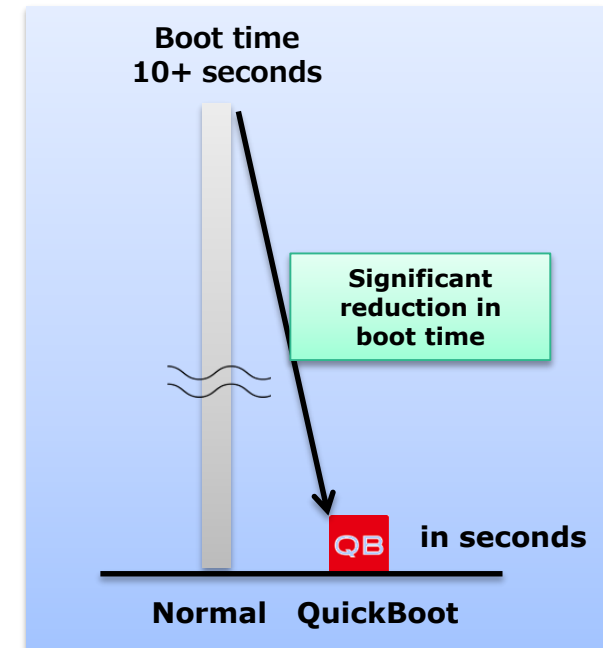 Boot time
10+ seconds
Significant
reduction in
boot time
QB
in seconds
Normal QuickBoot